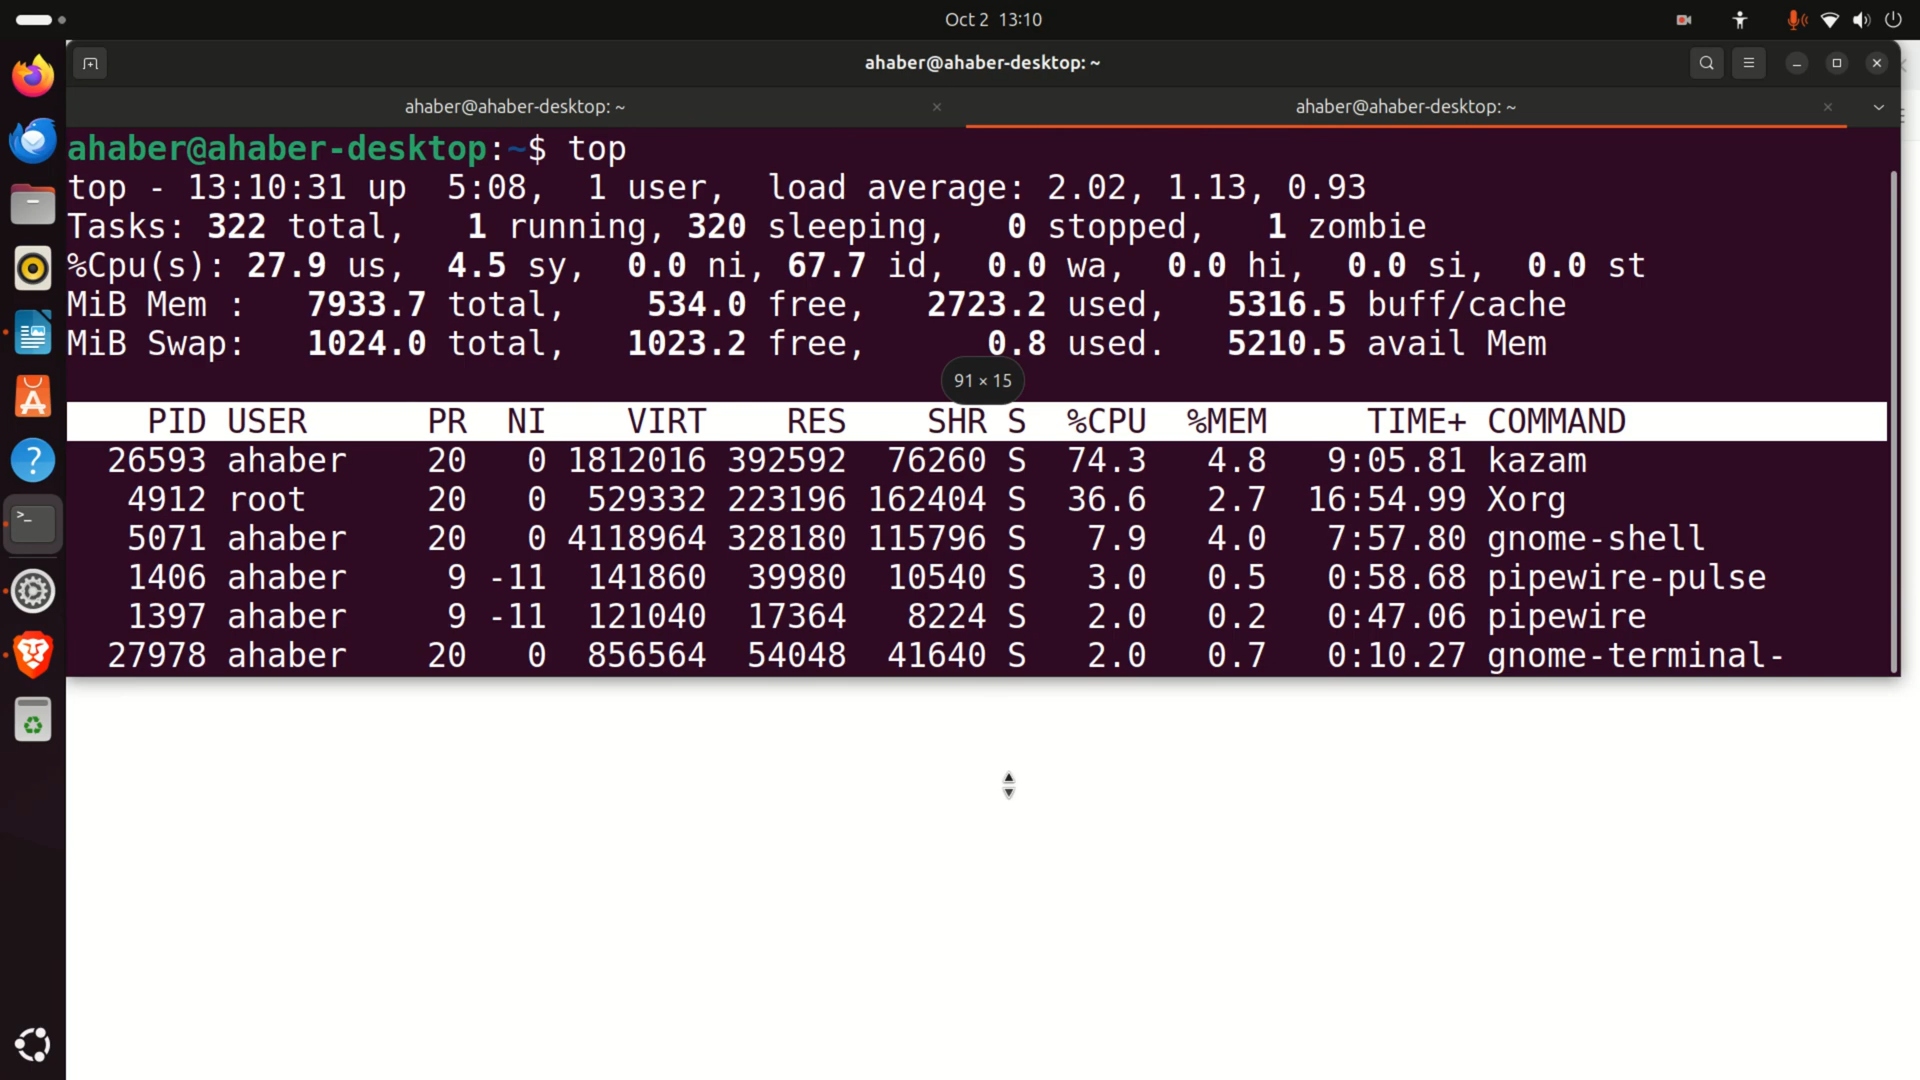 Oct 2 13:10
ahaber@ahaber-desktop: ~
ahaber@ahaber-desktop: ~
ahaber@ahaber-desktop: ~
ahaber@ahaber-desktop:~$ top
top - 13:10:31 up  5:08,  1 user,  load average: 2.02, 1.13, 0.93
Tasks: 322 total,   1 running, 320 sleeping,   0 stopped,   1 zombie
%Cpu(s): 27.9 us,  4.5 sy,  0.0 ni, 67.7 id,  0.0 wa,  0.0 hi,  0.0 si,  0.0 st
MiB Mem :   7933.7 total,    534.0 free,   2723.2 used,   5316.5 buff/cache
MiB Swap:   1024.0 total,   1023.2 free,      0.8 used.   5210.5 avail Mem
91 × 15
PID USER      PR  NI    VIRT    RES    SHR S  %CPU  %MEM     TIME+ COMMAND
26593 ahaber    20   0 1812016 392592  76260 S  74.3   4.8   9:05.81 kazam
4912 root      20   0  529332 223196 162404 S  36.6   2.7  16:54.99 Xorg
5071 ahaber    20   0 4118964 328180 115796 S   7.9   4.0   7:57.80 gnome-shell
1406 ahaber     9 -11  141860  39980  10540 S   3.0   0.5   0:58.68 pipewire-pulse
1397 ahaber     9 -11  121040  17364   8224 S   2.0   0.2   0:47.06 pipewire
27978 ahaber    20   0  856564  54048  41640 S   2.0   0.7   0:10.27 gnome-terminal-